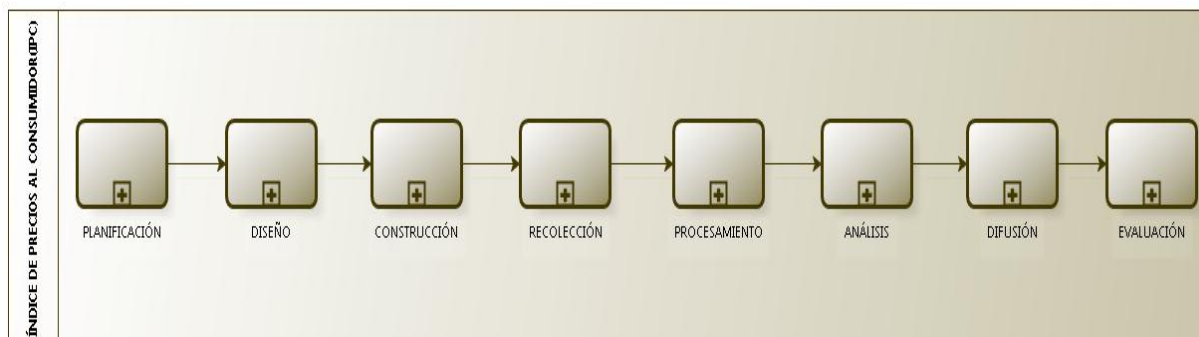 ÍNDICE DE PRECIOS AL CONSUMIDOR(IPC)
PLANIFICACIÓN
DISEÑO
CONSTRUCCIÓN
RECOLECCIÓN
PROCESAMIENTO
ANÁLISIS
DIFUSIÓN
EVALUACIÓN